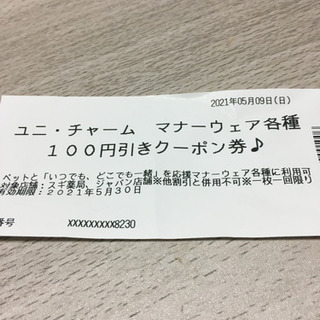 2021年05月09日(日)
ユニ・チャーム　マナーウェア各種
１００円引きクーポン券♪
ペットと「いつでも、どこでも一緒」を応援マナーウェア各種に利用可
対象店舗：スギ薬局、ジャパン店舗※他割引と併用不可※一枚一回限り
有効期限：２０２１年５月３０日
番号　xxxxxxxxx8230